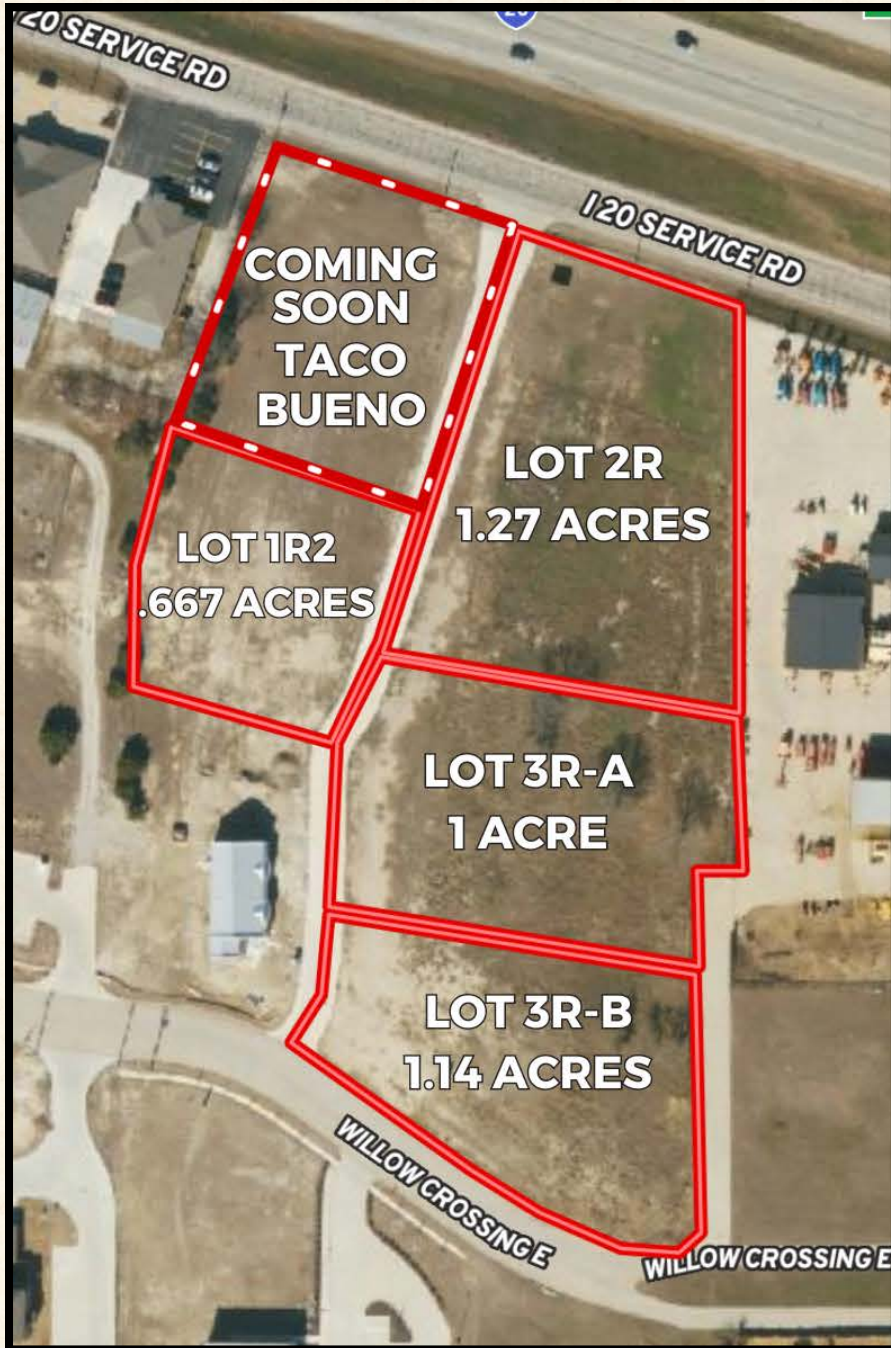 20
/20 SERVICE RD
I 20 SERVICE RD
COMING
SOON
TACO
BUENO
LOT 2R
1.27 ACRES
LOT 1R2
.667 ACRES
LOT 3R-A
1 ACRE
LOT 3R-B
1.14 ACRES
WILLOW CROSSING E
WILLOW CROSSING E